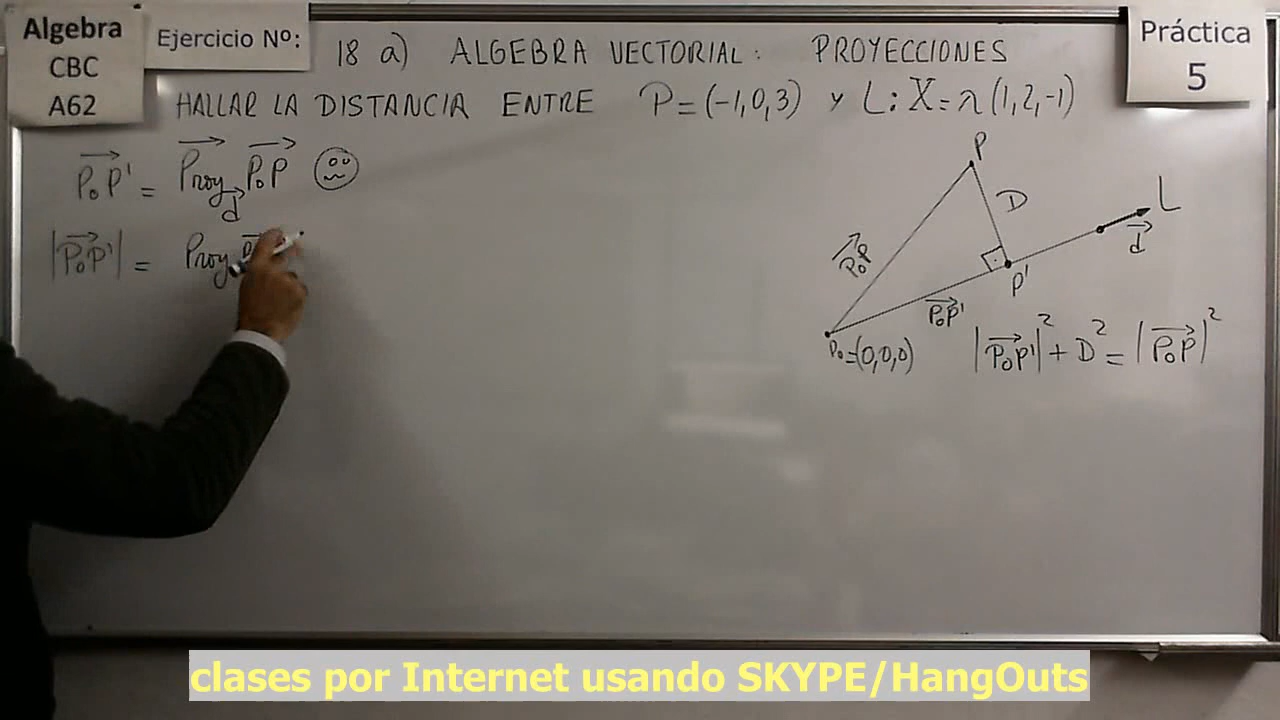 Algebra
CBC
A62
Ejercicio Nº:
18 a) ALGEBRA VECTORIAL: PROYECCIONES
Práctica
5
HALLAR LA DISTANCIA ENTRE P=(-1,0,3) y L: X=λ(1,2,-1)
P₀P' = Proy_d P₀P
|P₀P'| = Proy
P
D
L
d
P₀P
P'
P₀P'
P₀=(0,0,0)
|P₀P'|² + D² = |P₀P|²
clases por Internet usando SKYPE/HangOuts